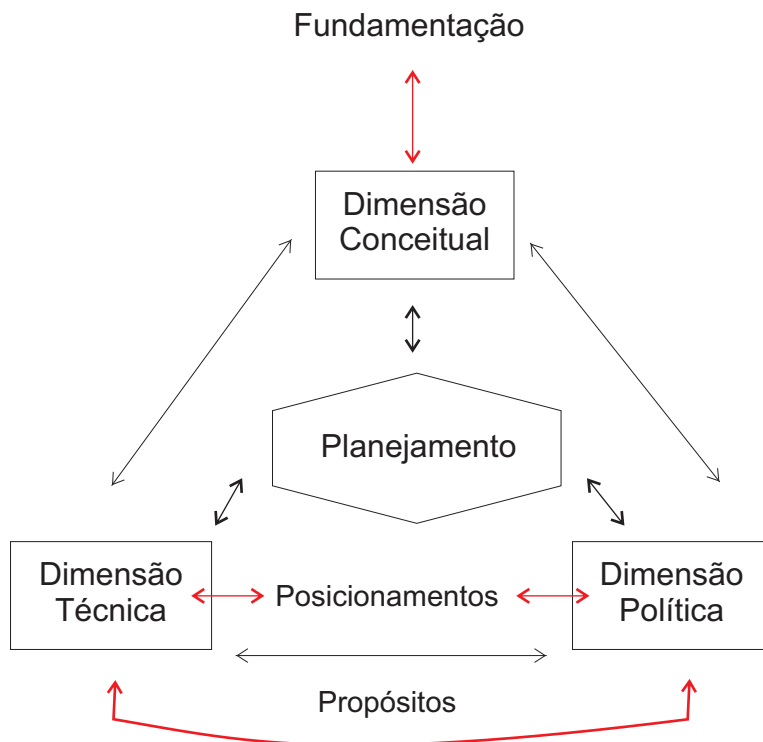 Fundamentação
Dimensão
Conceitual
Planejamento
Dimensão
Técnica
Posicionamentos
Dimensão
Política
Propósitos